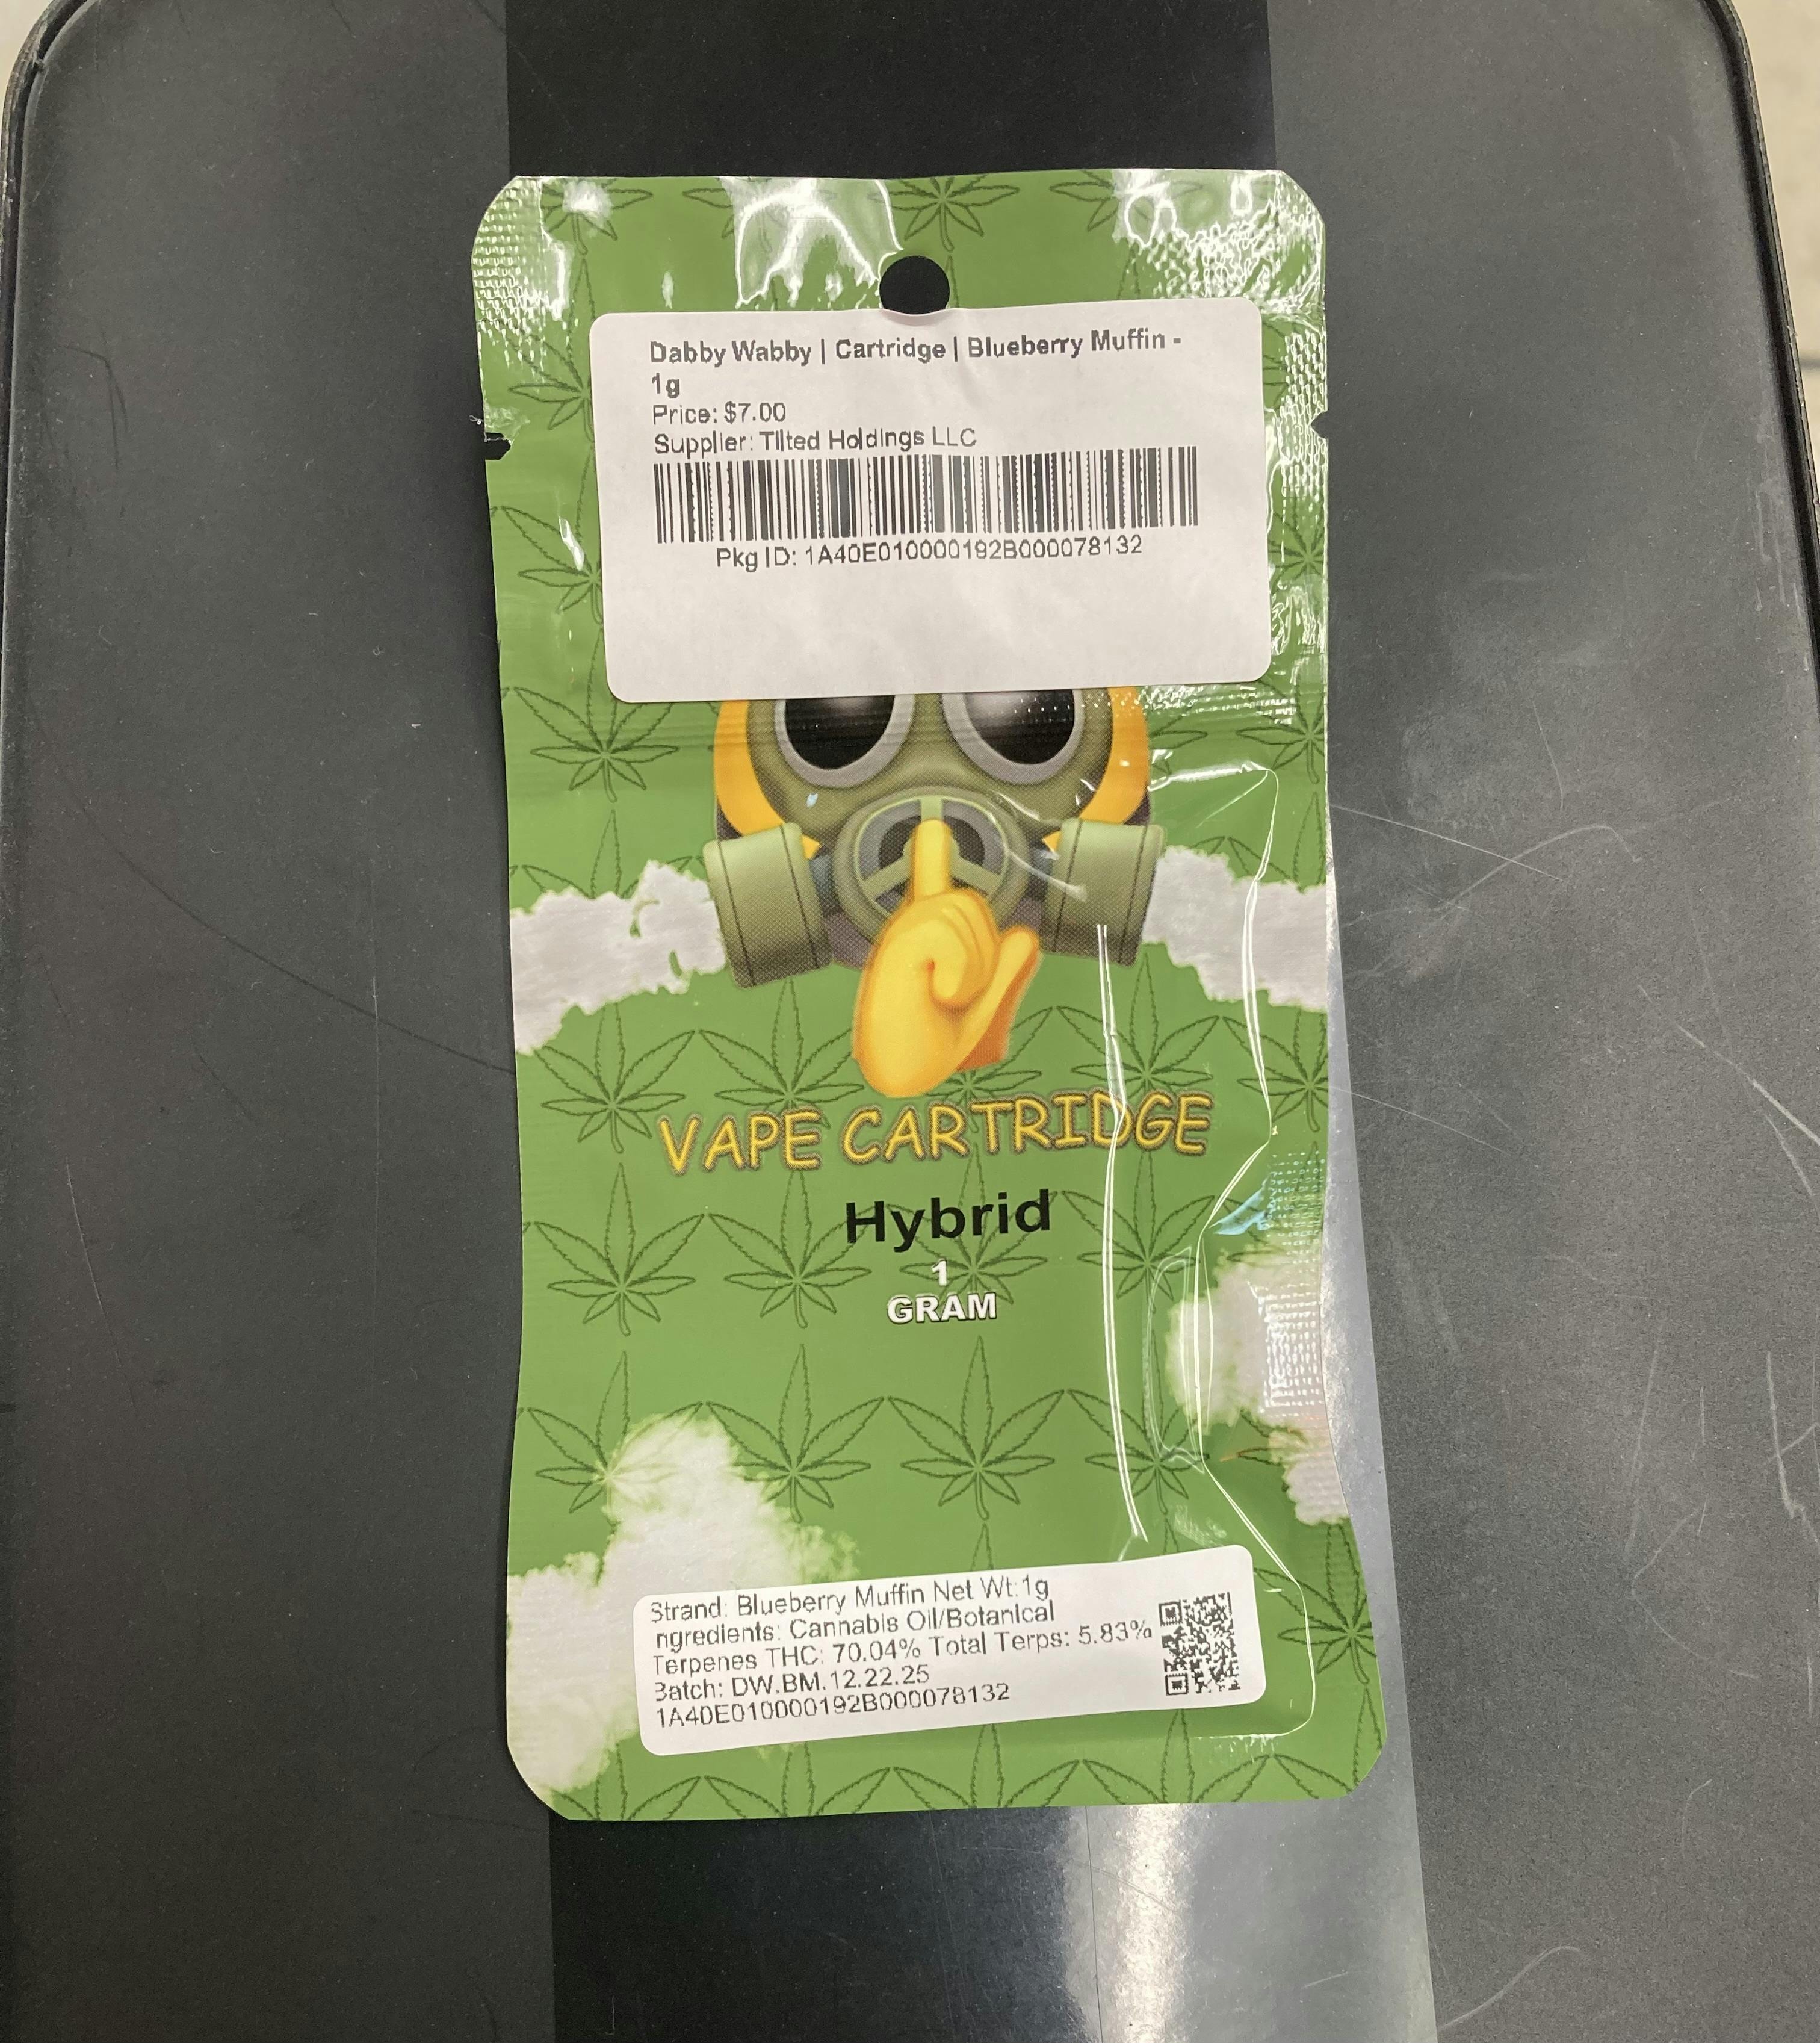 Dabby Wabby | Cartridge | Blueberry Muffin -
1g
Price: $7.00
Supplier: Tilted Holdings LLC
Pkg ID: 1A40E010000192B000078132
VAPE CARTRIDGE
Hybrid
1
GRAM
Strand: Blueberry Muffin Net Wt:1g
ngredients: Cannabis Oil/Botanical
Terpenes THC: 70.04% Total Terps: 5.83%
Batch: DW.BM.12.22.25
1A40E010000192B000078132